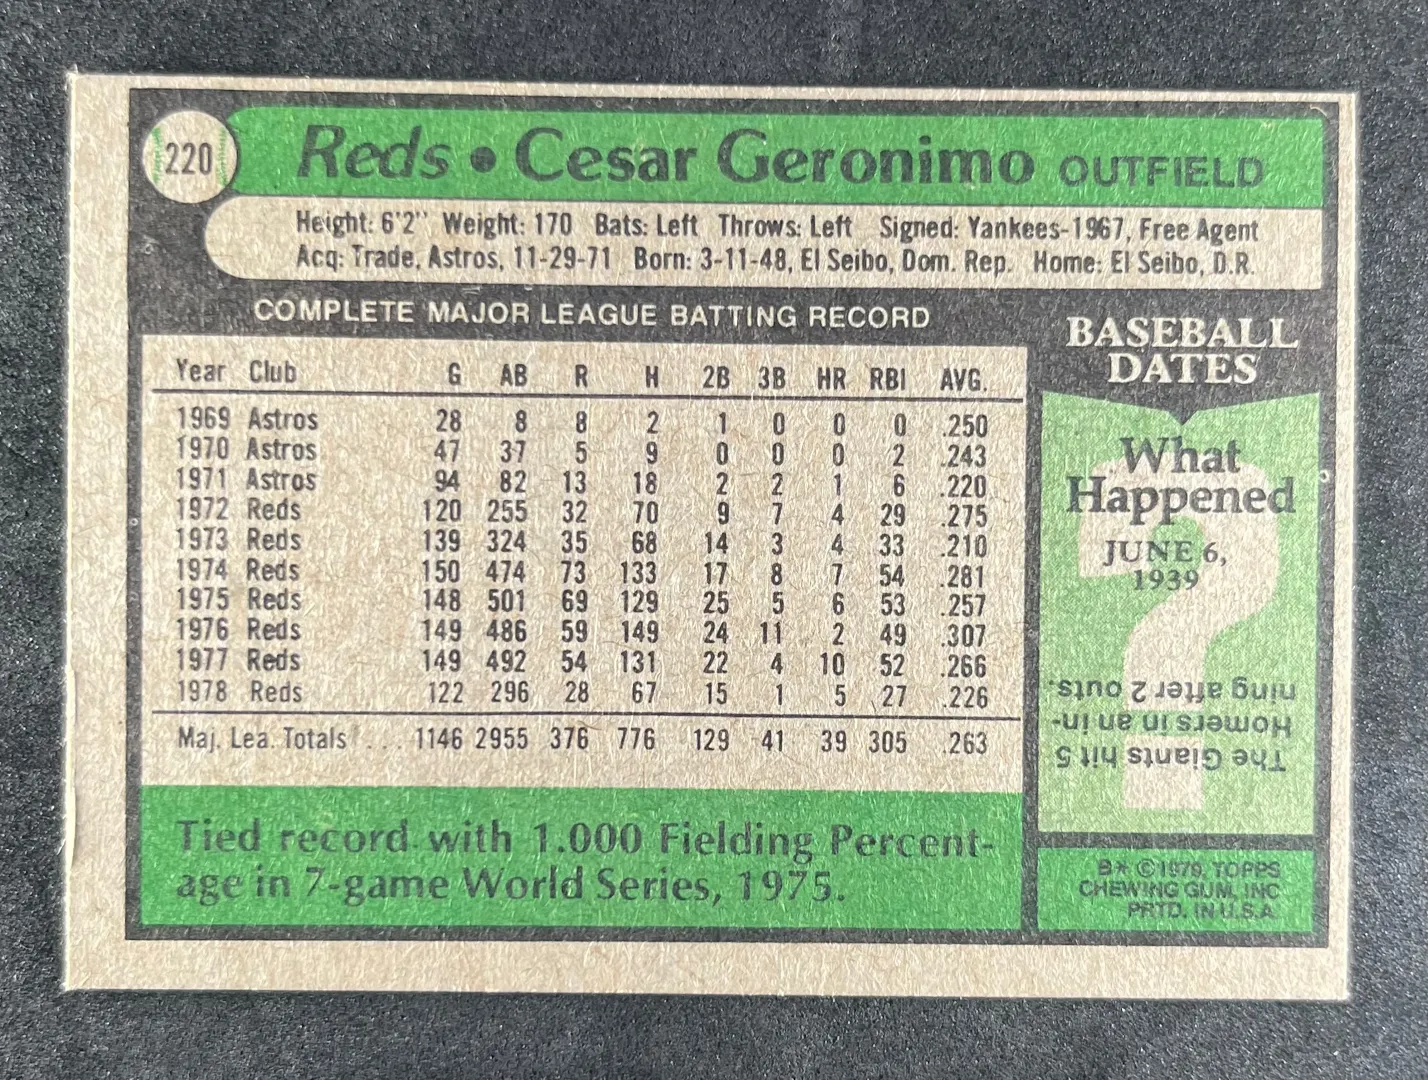 220
Reds • Cesar Geronimo OUTFIELD
Height: 6'2" Weight: 170 Bats: Left Throws: Left Signed: Yankees-1967, Free Agent
Acq: Trade, Astros, 11-29-71 Born: 3-11-48, El Seibo, Dom. Rep. Home: El Seibo, D.R.
COMPLETE MAJOR LEAGUE BATTING RECORD
Year Club G AB R H 2B 3B HR RBI AVG.
1969 Astros 28 8 8 2 1 0 0 0 .250
1970 Astros 47 37 5 9 0 0 0 2 .243
1971 Astros 94 82 13 18 2 2 1 6 .220
1972 Reds 120 255 32 70 9 7 4 29 .275
1973 Reds 139 324 35 68 14 3 4 33 .210
1974 Reds 150 474 73 133 17 8 7 54 .281
1975 Reds 148 501 69 129 25 5 6 53 .257
1976 Reds 149 486 59 149 24 11 2 49 .307
1977 Reds 149 492 54 131 22 4 10 52 .266
1978 Reds 122 296 28 67 15 1 5 27 .226
Maj. Lea. Totals ... 1146 2955 376 776 129 41 39 305 .263
Tied record with 1.000 Fielding Percent-
age in 7-game World Series, 1975.
BASEBALL
DATES
What
Happened
JUNE 6,
1939
?
The Giants hit 5
Homers in an in-
ning after 2 outs.
B* ©1979, TOPPS
CHEWING GUM, INC
PRTD. IN U.S.A.